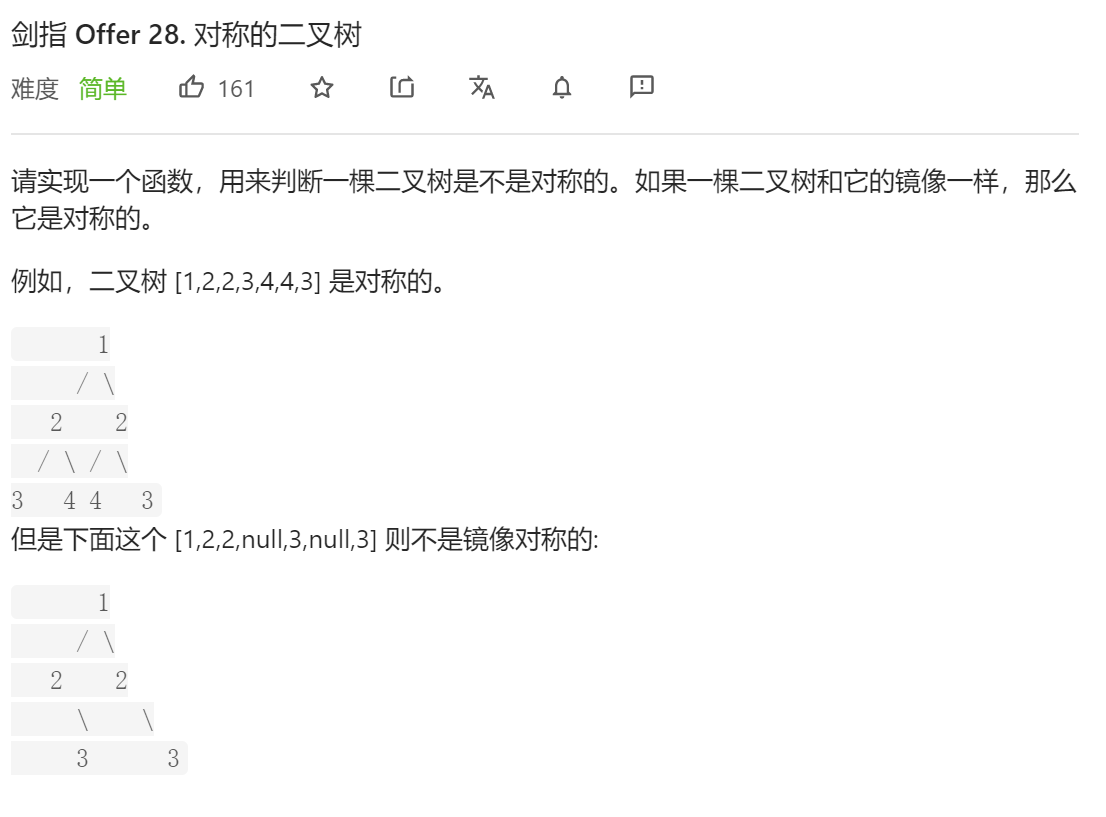 剑指 Offer 28. 对称的二叉树
难度 简单 161
请实现一个函数，用来判断一棵二叉树是不是对称的。如果一棵二叉树和它的镜像一样，那么
它是对称的。
例如，二叉树 [1,2,2,3,4,4,3] 是对称的。
1
/ \
2 2
/ \ / \
3 4 4 3
但是下面这个 [1,2,2,null,3,null,3] 则不是镜像对称的:
1
/ \
2 2
\ \
3 3